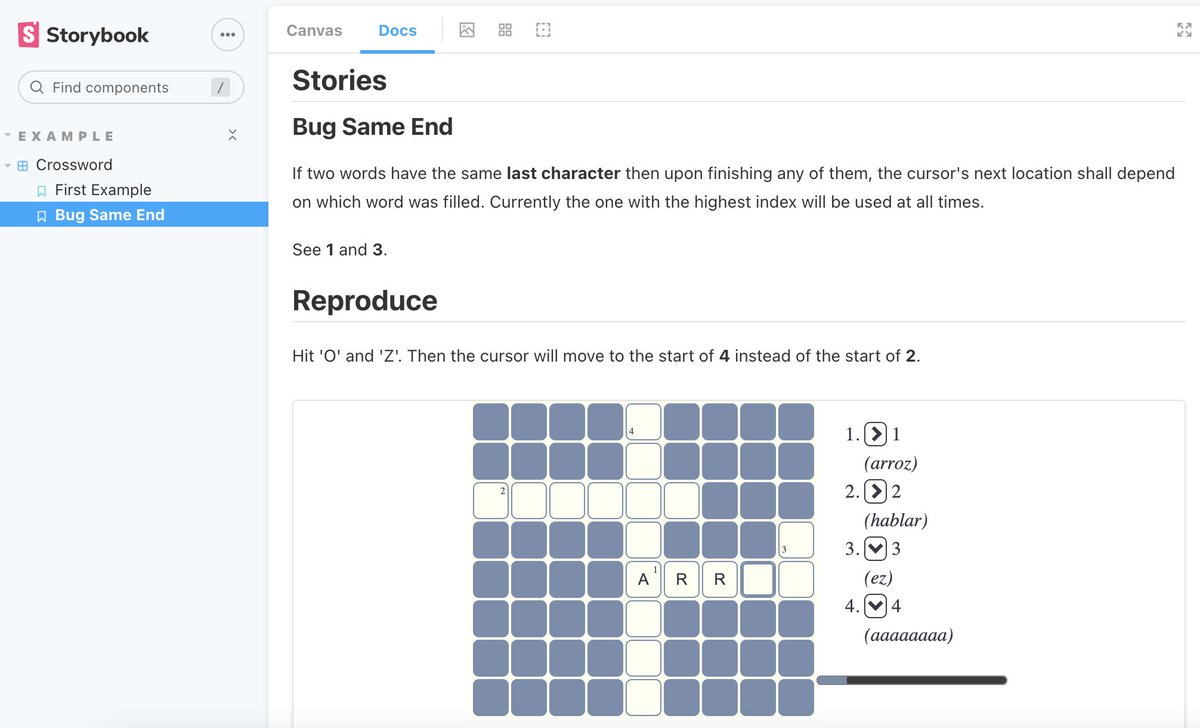 Storybook
Canvas
Docs
Find components
/
EXAMPLE
Crossword
First Example
Bug Same End
Stories
Bug Same End
If two words have the same last character then upon finishing any of them, the cursor's next location shall depend
on which word was filled. Currently the one with the highest index will be used at all times.
See 1 and 3.
Reproduce
Hit 'O' and 'Z'. Then the cursor will move to the start of 4 instead of the start of 2.
4
2
3
A 1 R R
1. 1
(arroz)
2. 2
(hablar)
3. 3
(ez)
4. 4
(aaaaaaaa)